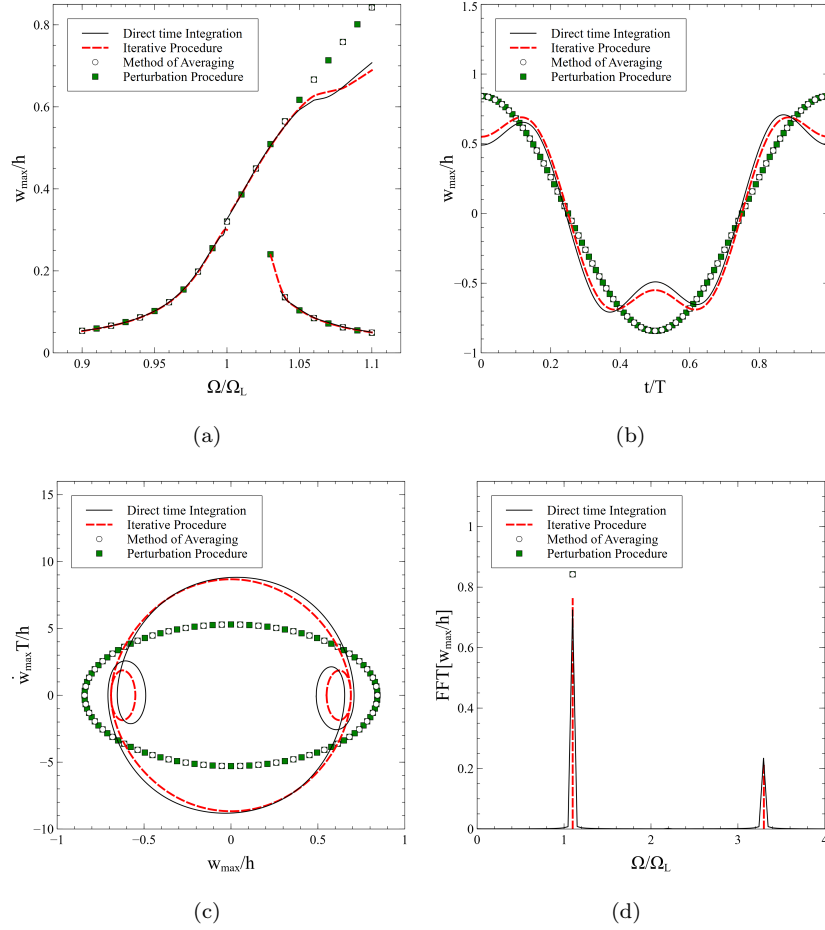 w_max/h
0.8
0.6
0.4
0.2
0
0.9
0.95
1
1.05
1.1
Ω/Ω_L
Direct time Integration
Iterative Procedure
Method of Averaging
Perturbation Procedure
(a)
w_max/h
1.5
1
0.5
0
−0.5
−1
0
0.2
0.4
0.6
0.8
t/T
Direct time Integration
Iterative Procedure
Method of Averaging
Perturbation Procedure
(b)
ẇ_maxT/h
15
10
5
0
−5
−10
−1
−0.5
0
0.5
1
w_max/h
Direct time Integration
Iterative Procedure
Method of Averaging
Perturbation Procedure
(c)
FFT[w_max/h]
1
0.8
0.6
0.4
0.2
0
0
1
2
3
4
Ω/Ω_L
Direct time Integration
Iterative Procedure
Method of Averaging
Perturbation Procedure
(d)